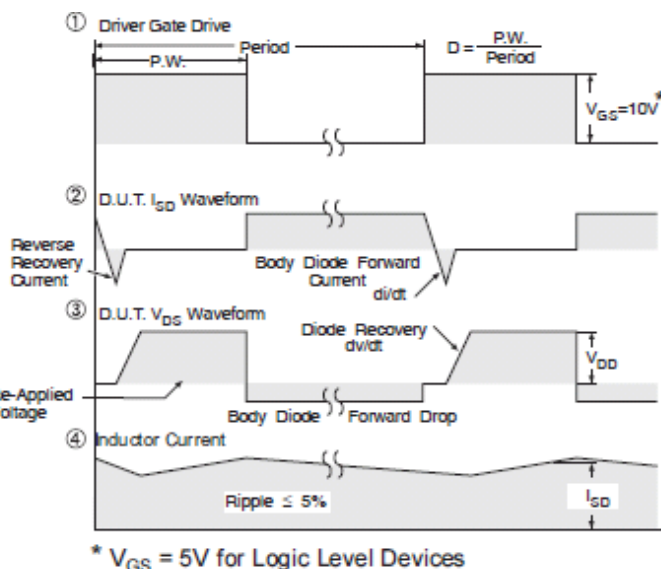 ① Driver Gate Drive
P.W.
Period
D = P.W.
Period
V_GS=10V*
② D.U.T. I_SD Waveform
Reverse
Recovery
Current
Body Diode Forward
Current
di/dt
③ D.U.T. V_DS Waveform
Diode Recovery
dv/dt
V_DD
e-Applied
oltage
Body Diode Forward Drop
④ Inductor Current
Ripple ≤ 5%
I_SD
* V_GS = 5V for Logic Level Devices